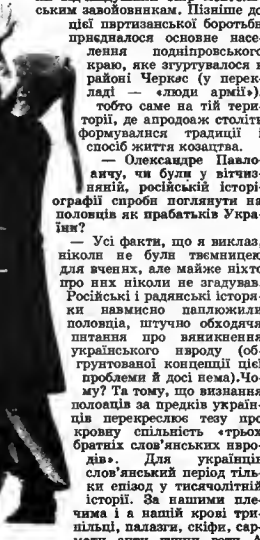 ським завойовникам. Пізніше до
цієї партизанської боротьби
приєдналося основне насе-
лення подніпровського
краю, яке згуртувалося в
районі Черкас (у перек-
ладі — «люди армії»),
тобто саме на тій тери-
торії, де впродовж століть
формувалися традиції і
спосіб життя козацтва.
— Олександре Павло-
вичу, чи були у вітчиз-
няній, російській історі-
ографії спроби поглянути на
половців як прабатьків Укра-
їни?
— Усі факти, що я виклав,
ніколи не були таємницею
для вчених, але майже ніхто
про них ніколи не згадував.
Російські і радянські істори-
ки навмисно паплюжили
половців, штучно обходячи
питання про виникнення
українського народу (об-
грунтованої концепції цієї
проблеми й досі нема). Чо-
му? Та тому, що визнання
половців за предків україн-
ців перекреслює тезу про
кровну спільність «трьох
братніх слов'янських наро-
дів». Для українців
слов'янський період тіль-
ки епізод у тисячолітній
історії. За нашими пле-
чима і в нашій крові три-
пільці, палазги, скіфи, сар-